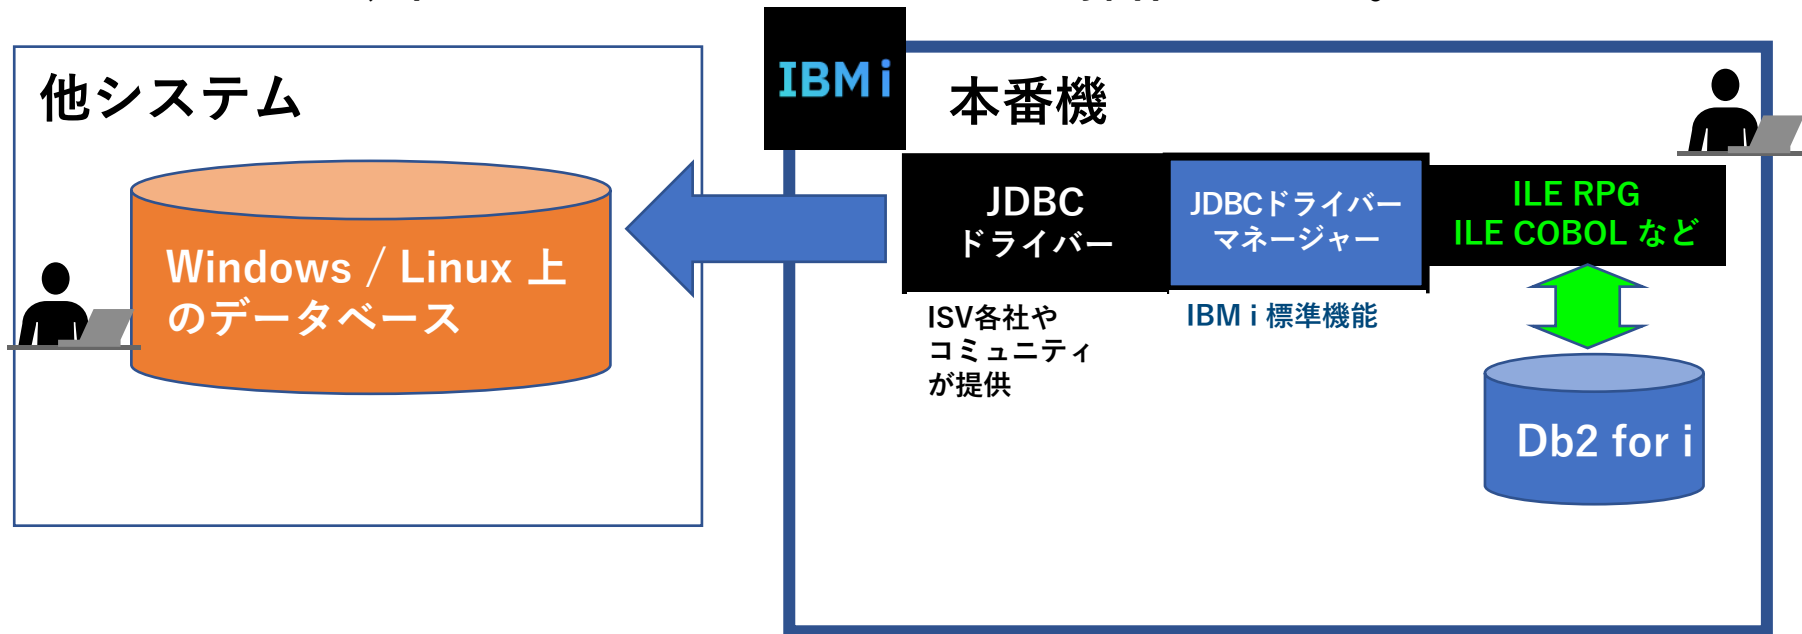 他システム
Windows / Linux 上
のデータベース
IBM i
本番機
JDBC
ドライバー
JDBCドライバー
マネージャー
ILE RPG
ILE COBOL など
ISV各社や
コミュニティ
が提供
IBM i 標準機能
Db2 for i